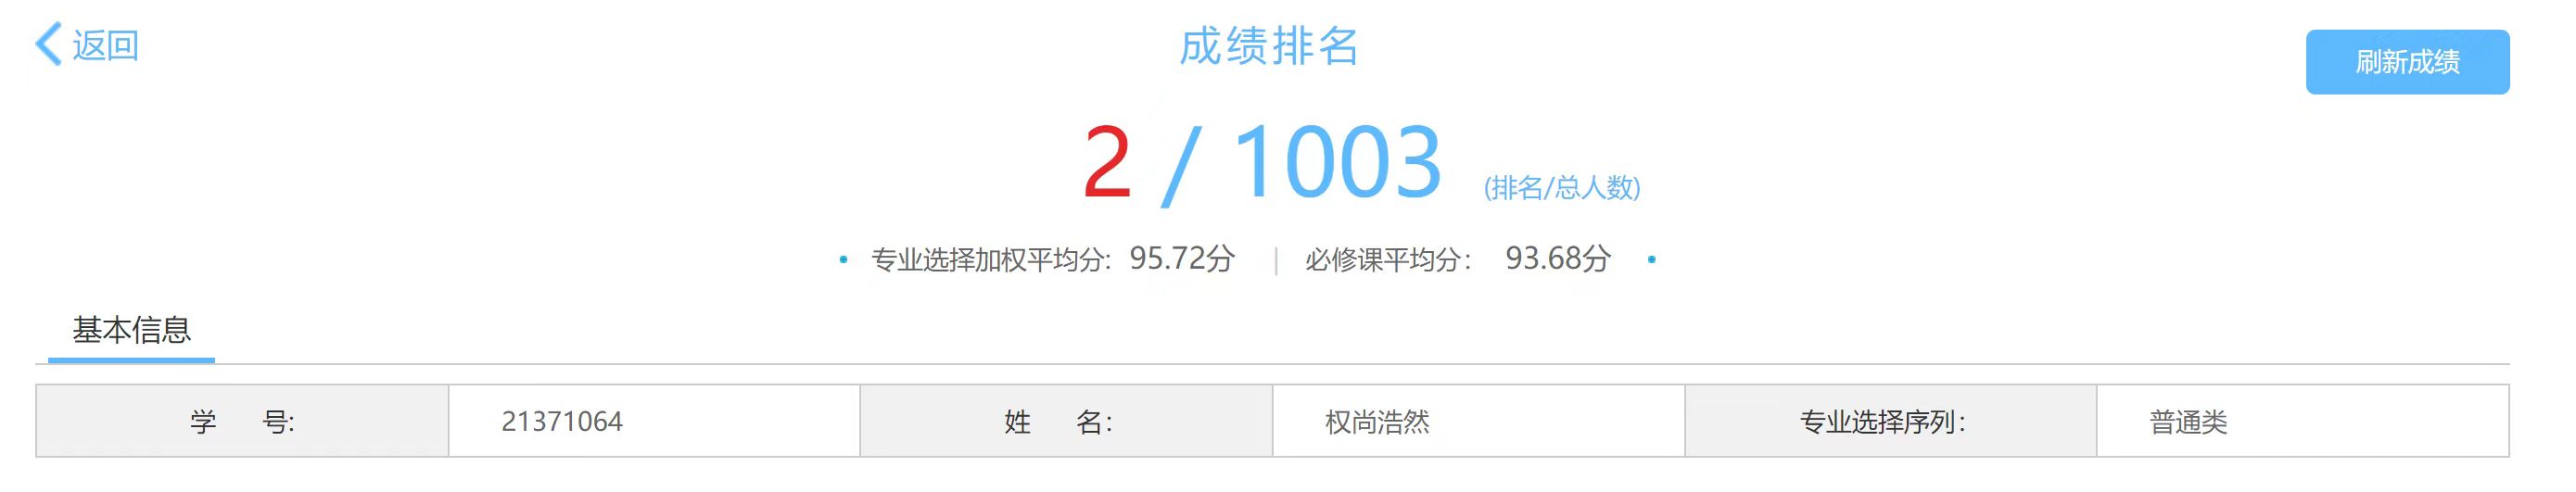 返回
成绩排名
刷新成绩
2 / 1003 (排名/总人数)
专业选择加权平均分: 95.72分 | 必修课平均分: 93.68分
基本信息
学 号: 21371064 姓 名: 权尚浩然 专业选择序列: 普通类